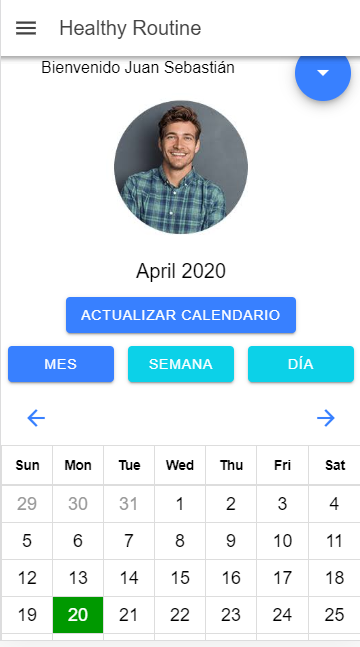 Healthy Routine
Bienvenido Juan Sebastián
April 2020
ACTUALIZAR CALENDARIO
MES SEMANA DÍA
Sun Mon Tue Wed Thu Fri Sat
29 30 31 1 2 3 4
5 6 7 8 9 10 11
12 13 14 15 16 17 18
19 20 21 22 23 24 25